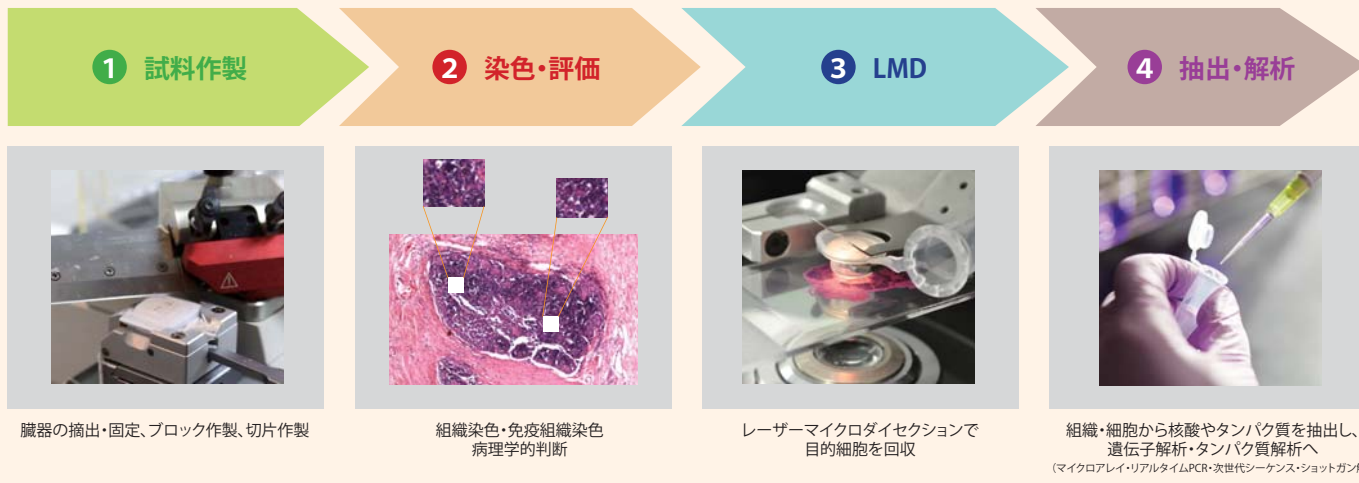 1 試料作製
2 染色・評価
3 LMD
4 抽出・解析
臓器の摘出・固定、ブロック作製、切片作製
組織染色・免疫組織染色
病理学的判断
レーザーマイクロダイセクションで
目的細胞を回収
組織・細胞から核酸やタンパク質を抽出し、
遺伝子解析・タンパク質解析へ
(マイクロアレイ・リアルタイムPCR・次世代シーケンス・ショットガン